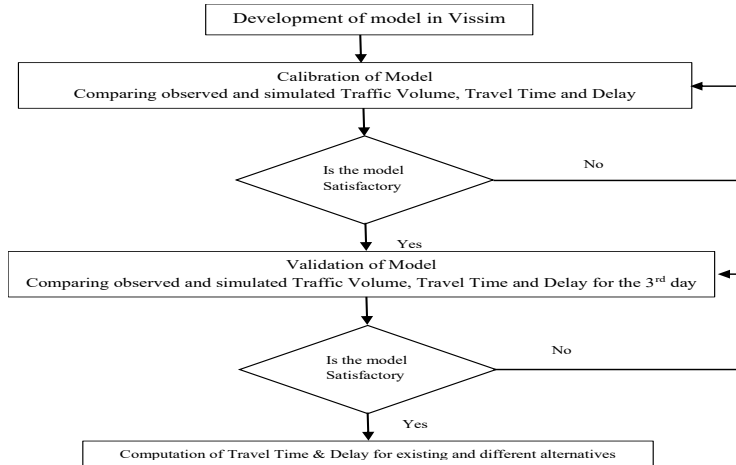 Development of model in Vissim
Calibration of Model
Comparing observed and simulated Traffic Volume, Travel Time and Delay
Is the model
Satisfactory
No
Yes
Validation of Model
Comparing observed and simulated Traffic Volume, Travel Time and Delay for the 3rd day
Is the model
Satisfactory
No
Yes
Computation of Travel Time & Delay for existing and different alternatives